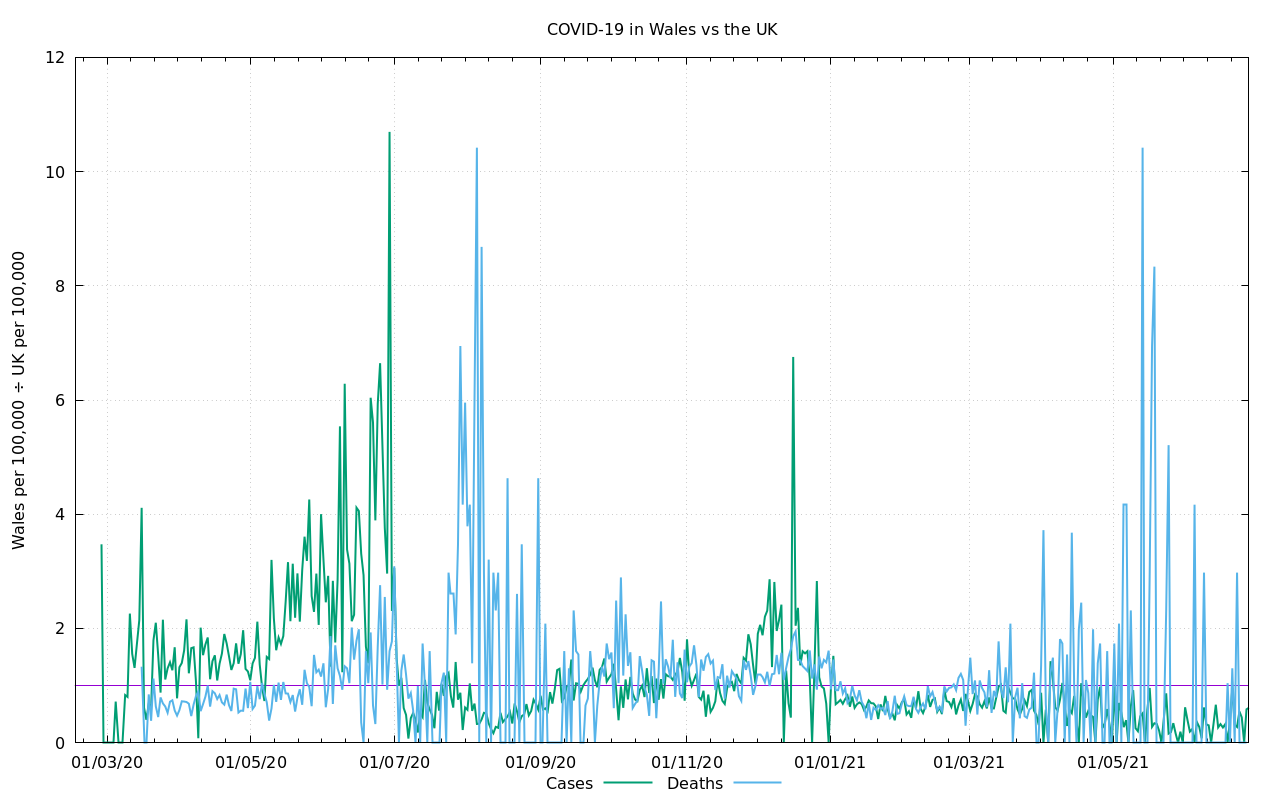 COVID-19 in Wales vs the UK
Wales per 100,000 ÷ UK per 100,000
12
10
8
6
4
2
0
01/03/20 01/05/20 01/07/20 01/09/20 01/11/20 01/01/21 01/03/21 01/05/21
Cases Deaths